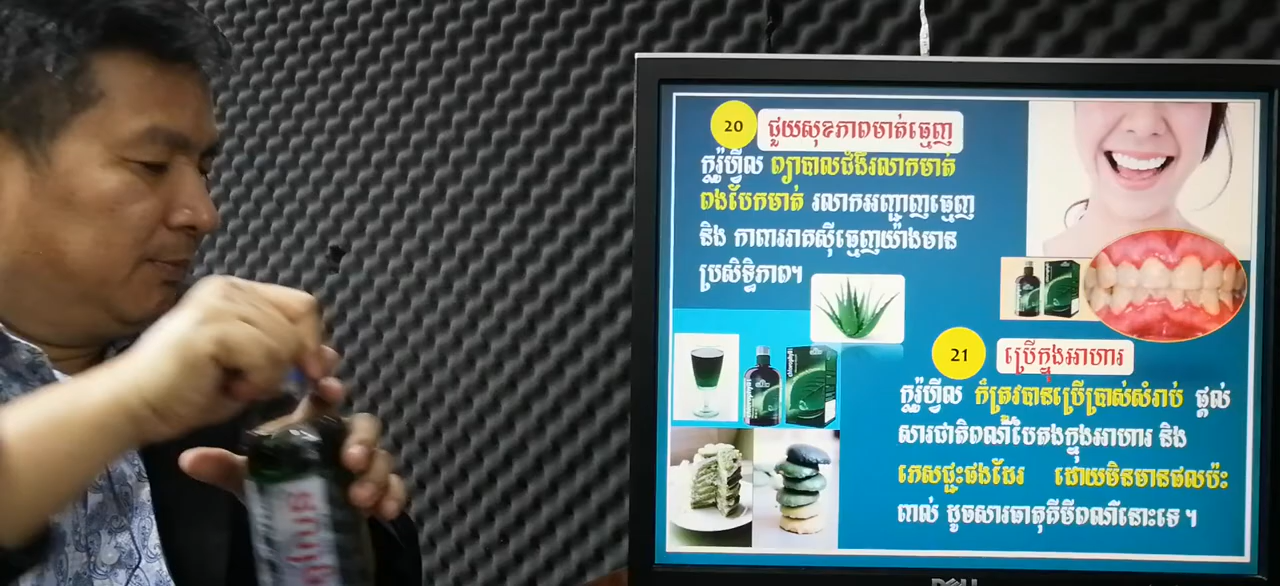 20
ជួយសុខភាពមាត់ធ្មេញ
ក្លរ៉ូហ្វីល ព្យាបាលជំងឺរលាកមាត់
ពងបែកមាត់ រលាកអញ្ចាញធ្មេញ
និង ការពាររោគស៊ីធ្មេញយ៉ាងមាន
ប្រសិទ្ធិភាព។
chlorophyll
21
ប្រើក្នុងអាហារ
ក្លរ៉ូហ្វីល ក៏ត្រូវបានប្រើប្រាស់សំរាប់ ផ្តល់
សារជាតិពណ៌បៃតងក្នុងអាហារ និង
ភេសជ្ជះផងដែរ ដោយមិនមានផលប៉ះ
ពាល់ ដូចសារធាតុគីមីពណ៌នោះទេ ។
DELL